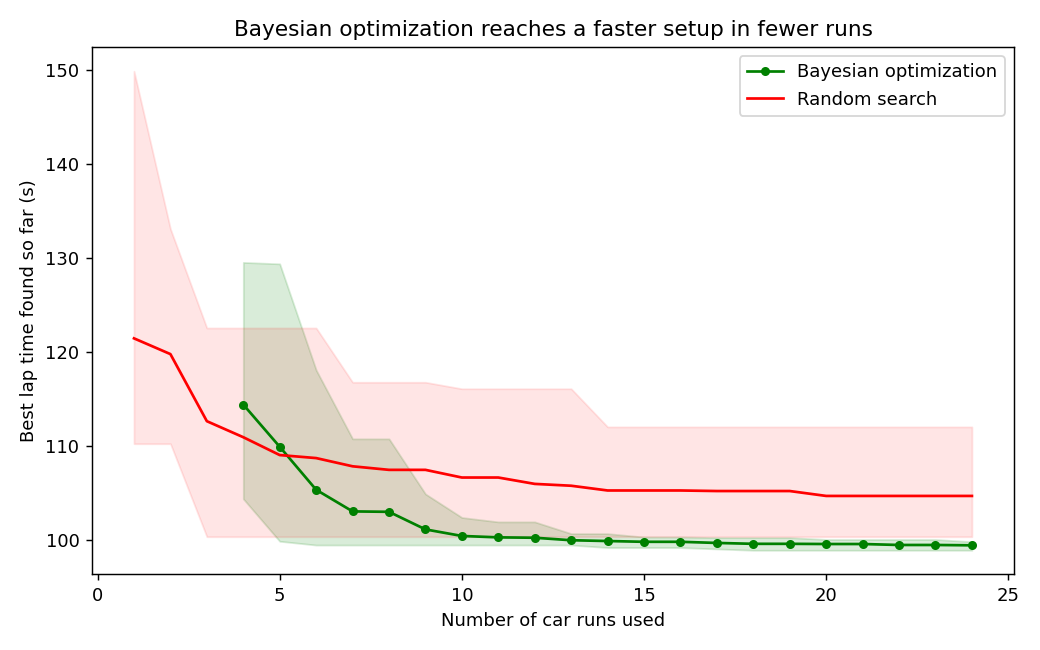 Bayesian optimization reaches a faster setup in fewer runs
Bayesian optimization
Random search
Best lap time found so far (s)
150
140
130
120
110
100
0 5 10 15 20 25
Number of car runs used